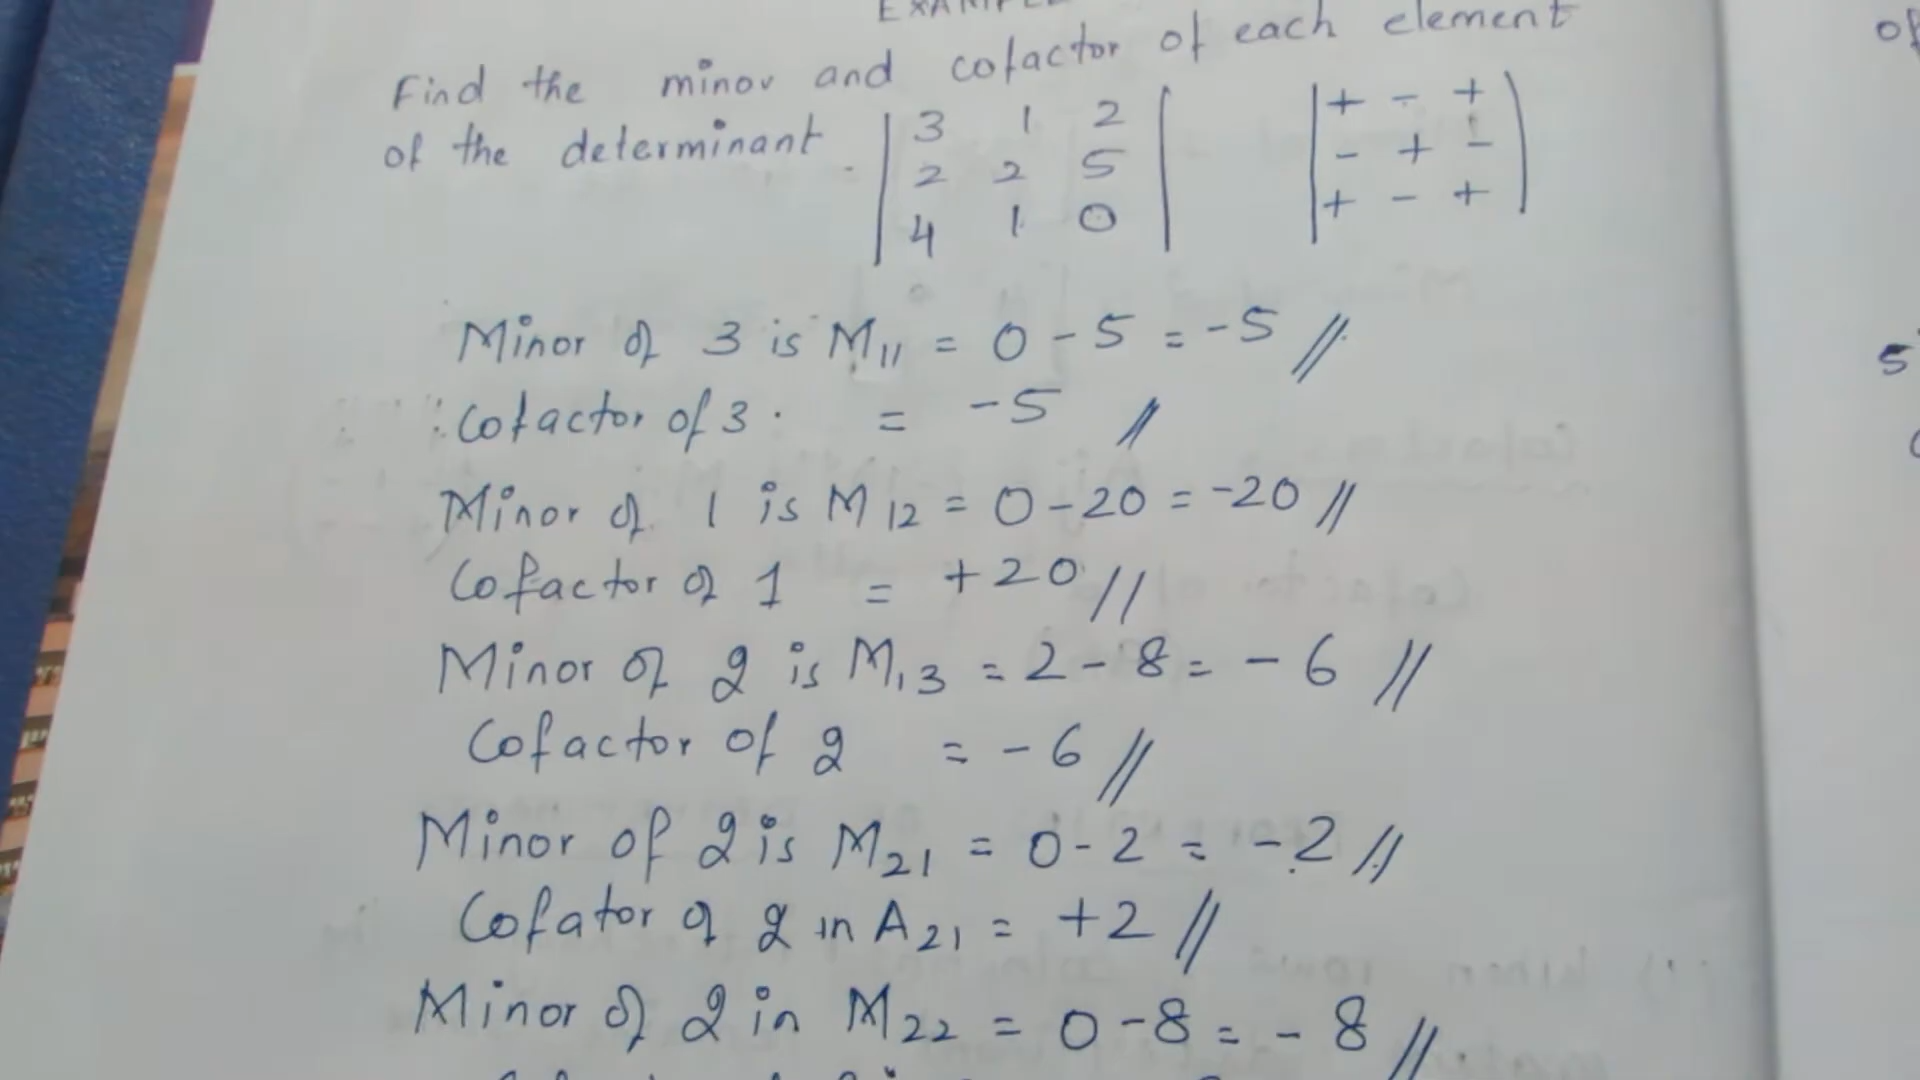 EXAMPLE
Find the minor and cofactor of each element
of the determinant | 3 1 2 | | + - + |
| 2 2 5 | | - + - |
| 4 1 0 | | + - + |
Minor of 3 is M11 = 0 - 5 = -5 //
Cofactor of 3 = -5 //
Minor of 1 is M12 = 0 - 20 = -20 //
Cofactor of 1 = +20 //
Minor of 2 is M13 = 2 - 8 = - 6 //
Cofactor of 2 = - 6 //
Minor of 2 is M21 = 0 - 2 = -2 //
Cofator of 2 in A21 = +2 //
Minor of 2 in M22 = 0 - 8 = - 8 //